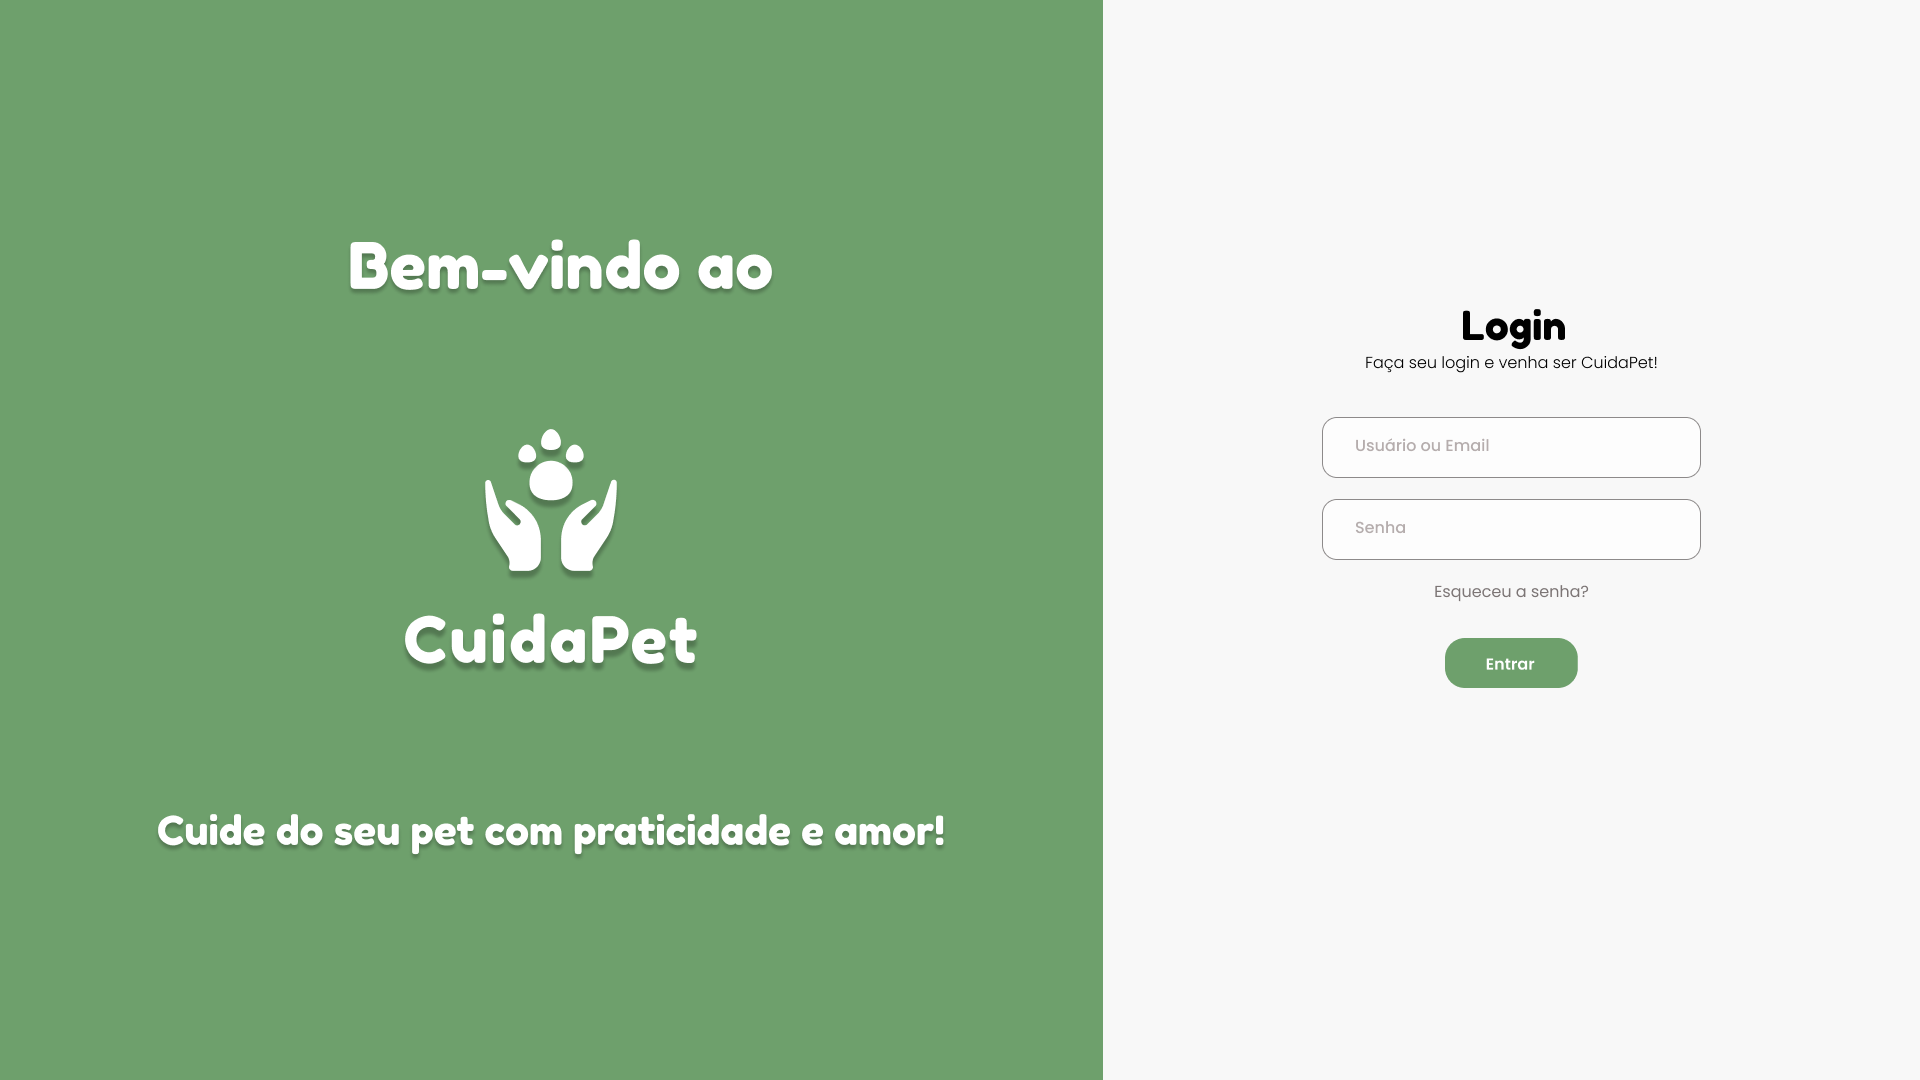 Bem-vindo ao
CuidaPet
Cuide do seu pet com praticidade e amor!
Login
Faça seu login e venha ser CuidaPet!
Usuário ou Email
Senha
Esqueceu a senha?
Entrar